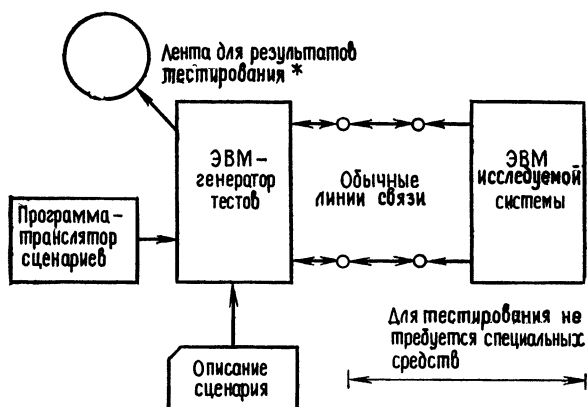 Лента для результатов
тестирования *
ЭВМ –
генератор
тестов
Обычные
линии связи
ЭВМ
исследуемой
системы
Программа–
транслятор
сценариев
Описание
сценария
Для тестирования не
требуется специальных
средств